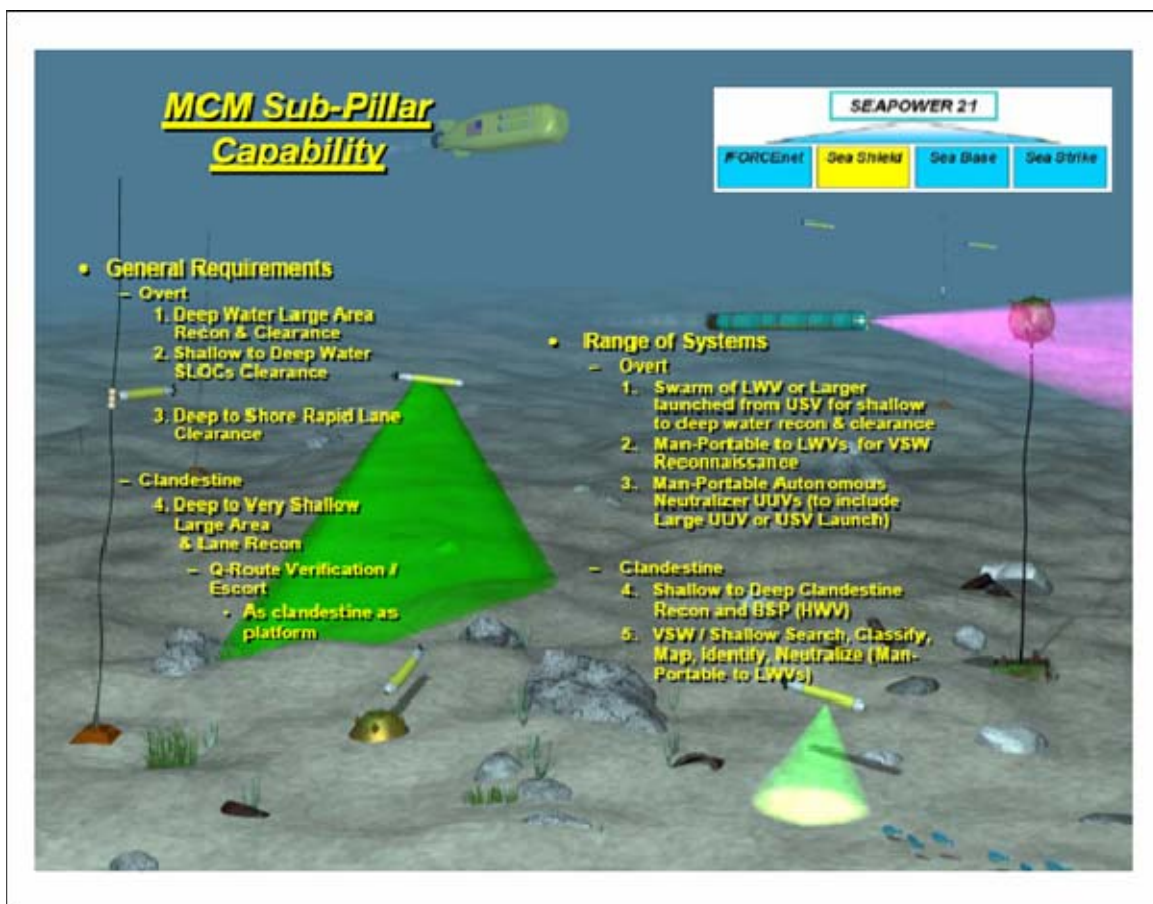 MCM Sub-Pillar
Capability
SEAPOWER 21
FORCEnet
Sea Shield
Sea Base
Sea Strike
• General Requirements
– Overt
1. Deep Water Large Area
Recon & Clearance
2. Shallow to Deep Water
SLOCs Clearance
3. Deep to Shore Rapid Lane
Clearance
– Clandestine
4. Deep to Very Shallow
Large Area
& Lane Recon
– Q-Route Verification /
Escort
- As clandestine as
platform
• Range of Systems
– Overt
1. Swarm of LWV or Larger
launched from USV for shallow
to deep water recon & clearance
2. Man-Portable to LWVs for VSW
Reconnaissance
3. Man-Portable Autonomous
Neutralizer UUVs (to include
Large UUV or USV Launch)
– Clandestine
4. Shallow to Deep Clandestine
Recon and BSP (HWV)
5. VSW / Shallow Search, Classify,
Map, Identify, Neutralize (Man-
Portable to LWVs)